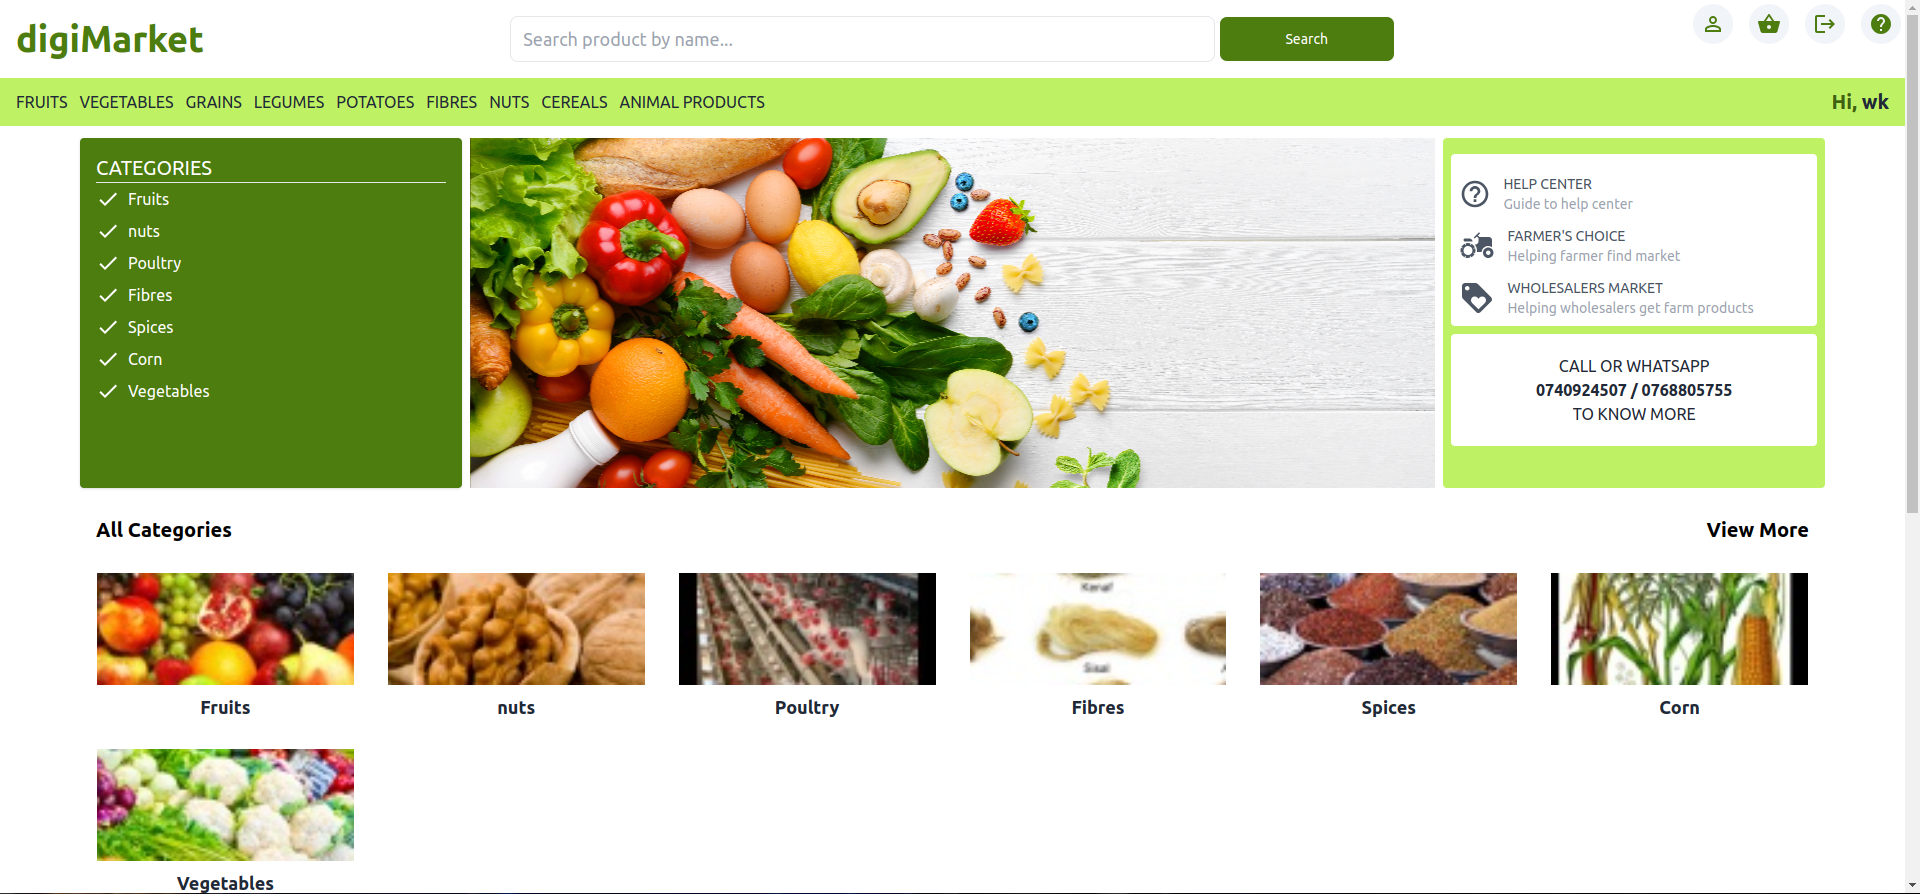 digiMarket
Search product by name...
Search
FRUITS VEGETABLES GRAINS LEGUMES POTATOES FIBRES NUTS CEREALS ANIMAL PRODUCTS
Hi, wk
CATEGORIES
Fruits
nuts
Poultry
Fibres
Spices
Corn
Vegetables
HELP CENTER
Guide to help center
FARMER'S CHOICE
Helping farmer find market
WHOLESALERS MARKET
Helping wholesalers get farm products
CALL OR WHATSAPP
0740924507 / 0768805755
TO KNOW MORE
All Categories
View More
Kenaf
Sisal
Fruits
nuts
Poultry
Fibres
Spices
Corn
Vegetables